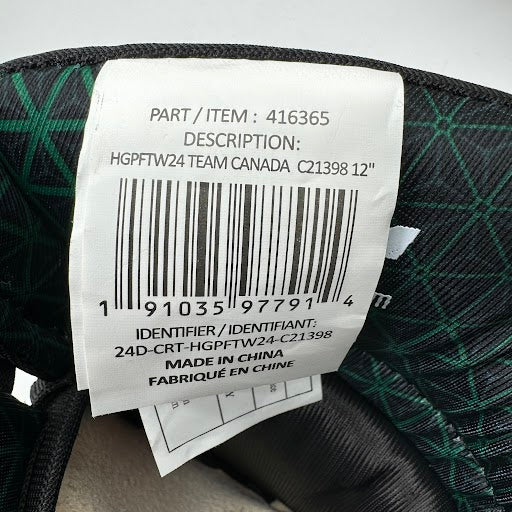 PART / ITEM : 416365
DESCRIPTION:
HGPFTW24 TEAM CANADA C21398 12"
1 91035 97791 4
IDENTIFIER / IDENTIFIANT:
24D-CRT-HGPFTW24-C21398
MADE IN CHINA
FABRIQUÉ EN CHINE